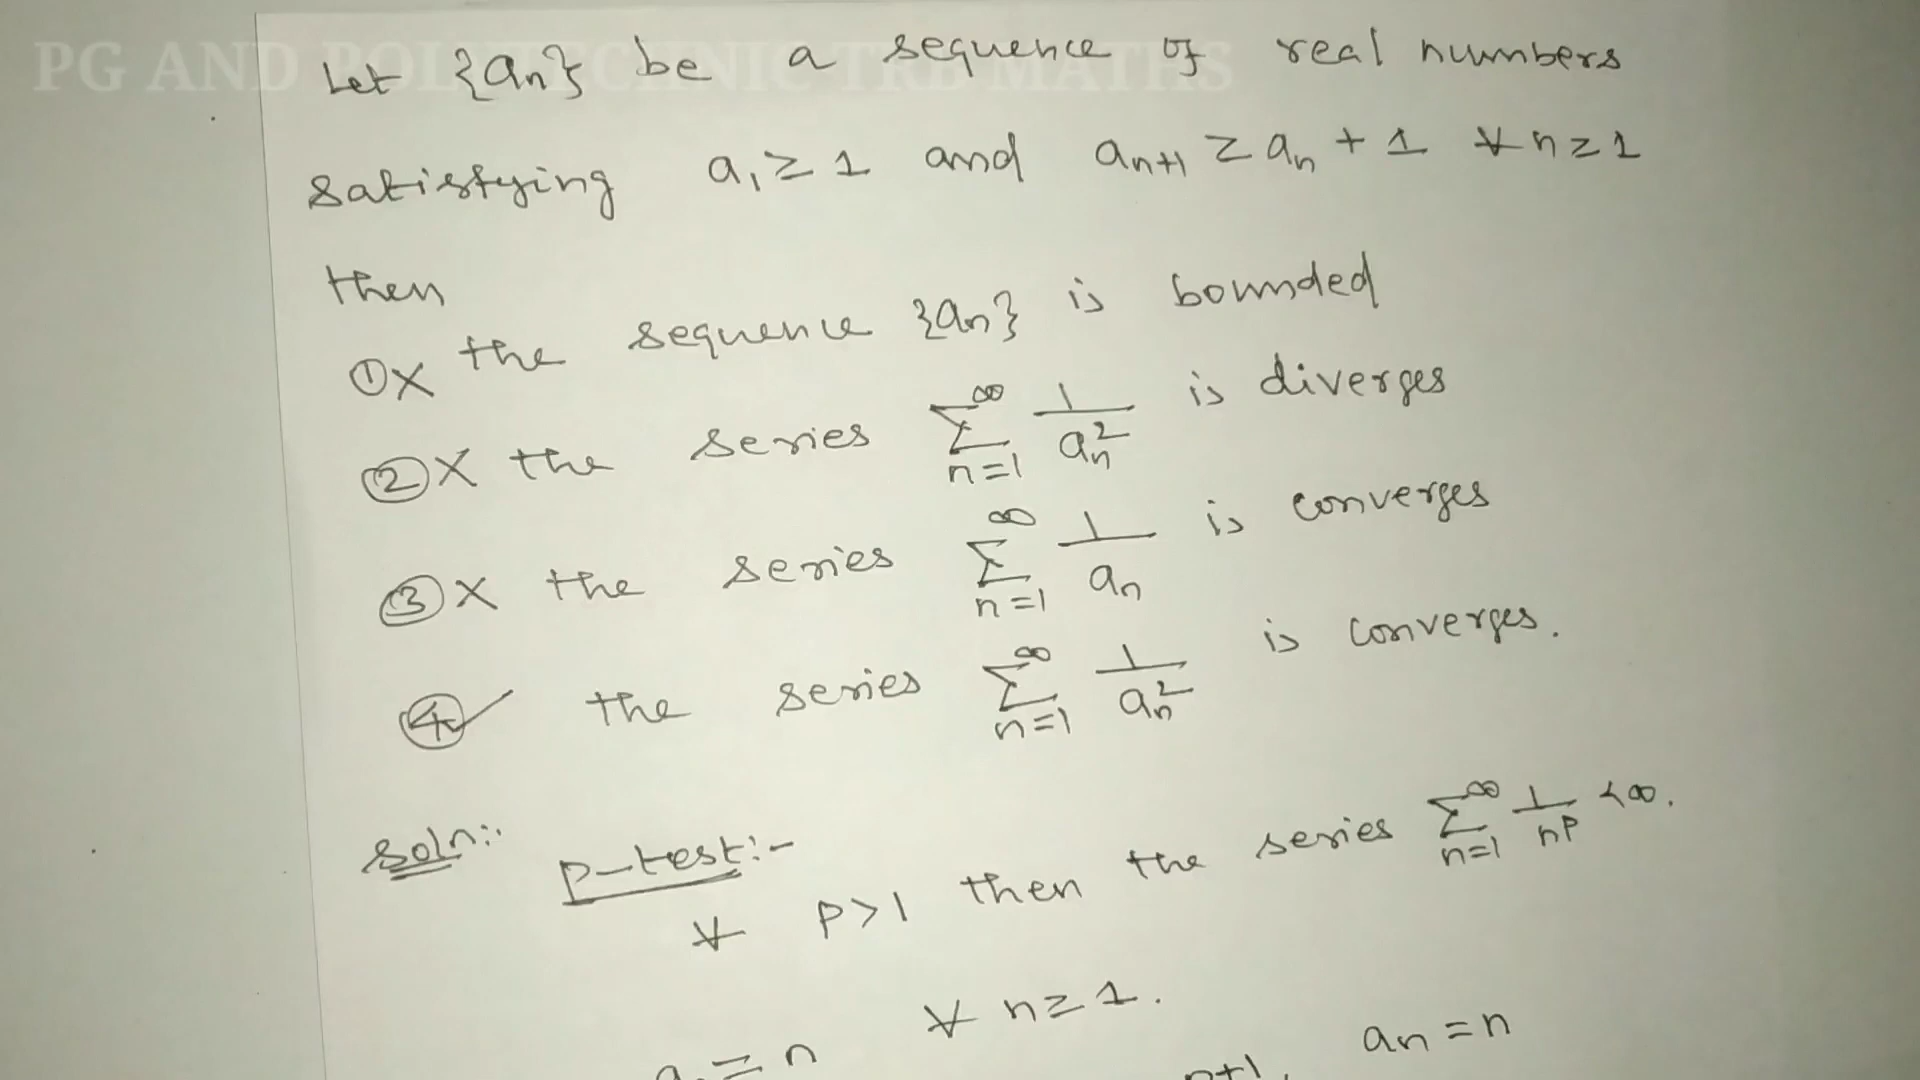 PG AND POLYTECHNIC TRB MATHS
Let {an} be a sequence of real numbers
satisfying a₁ ≥ 1 and aₙ₊₁ ≥ aₙ + 1 ∀ n ≥ 1
then
① X the sequence {aₙ} is bounded
② X the series ∑_{n=1}^{∞} 1/aₙ² is diverges
③ X the series ∑_{n=1}^{∞} 1/aₙ is converges
④ ✓ the series ∑_{n=1}^{∞} 1/aₙ² is converges.
Soln:
P-test:-
∀ p>1 then the series ∑_{n=1}^{∞} 1/nᵖ <∞.
∀ n ≥ 1.
= n
n+1, aₙ = n